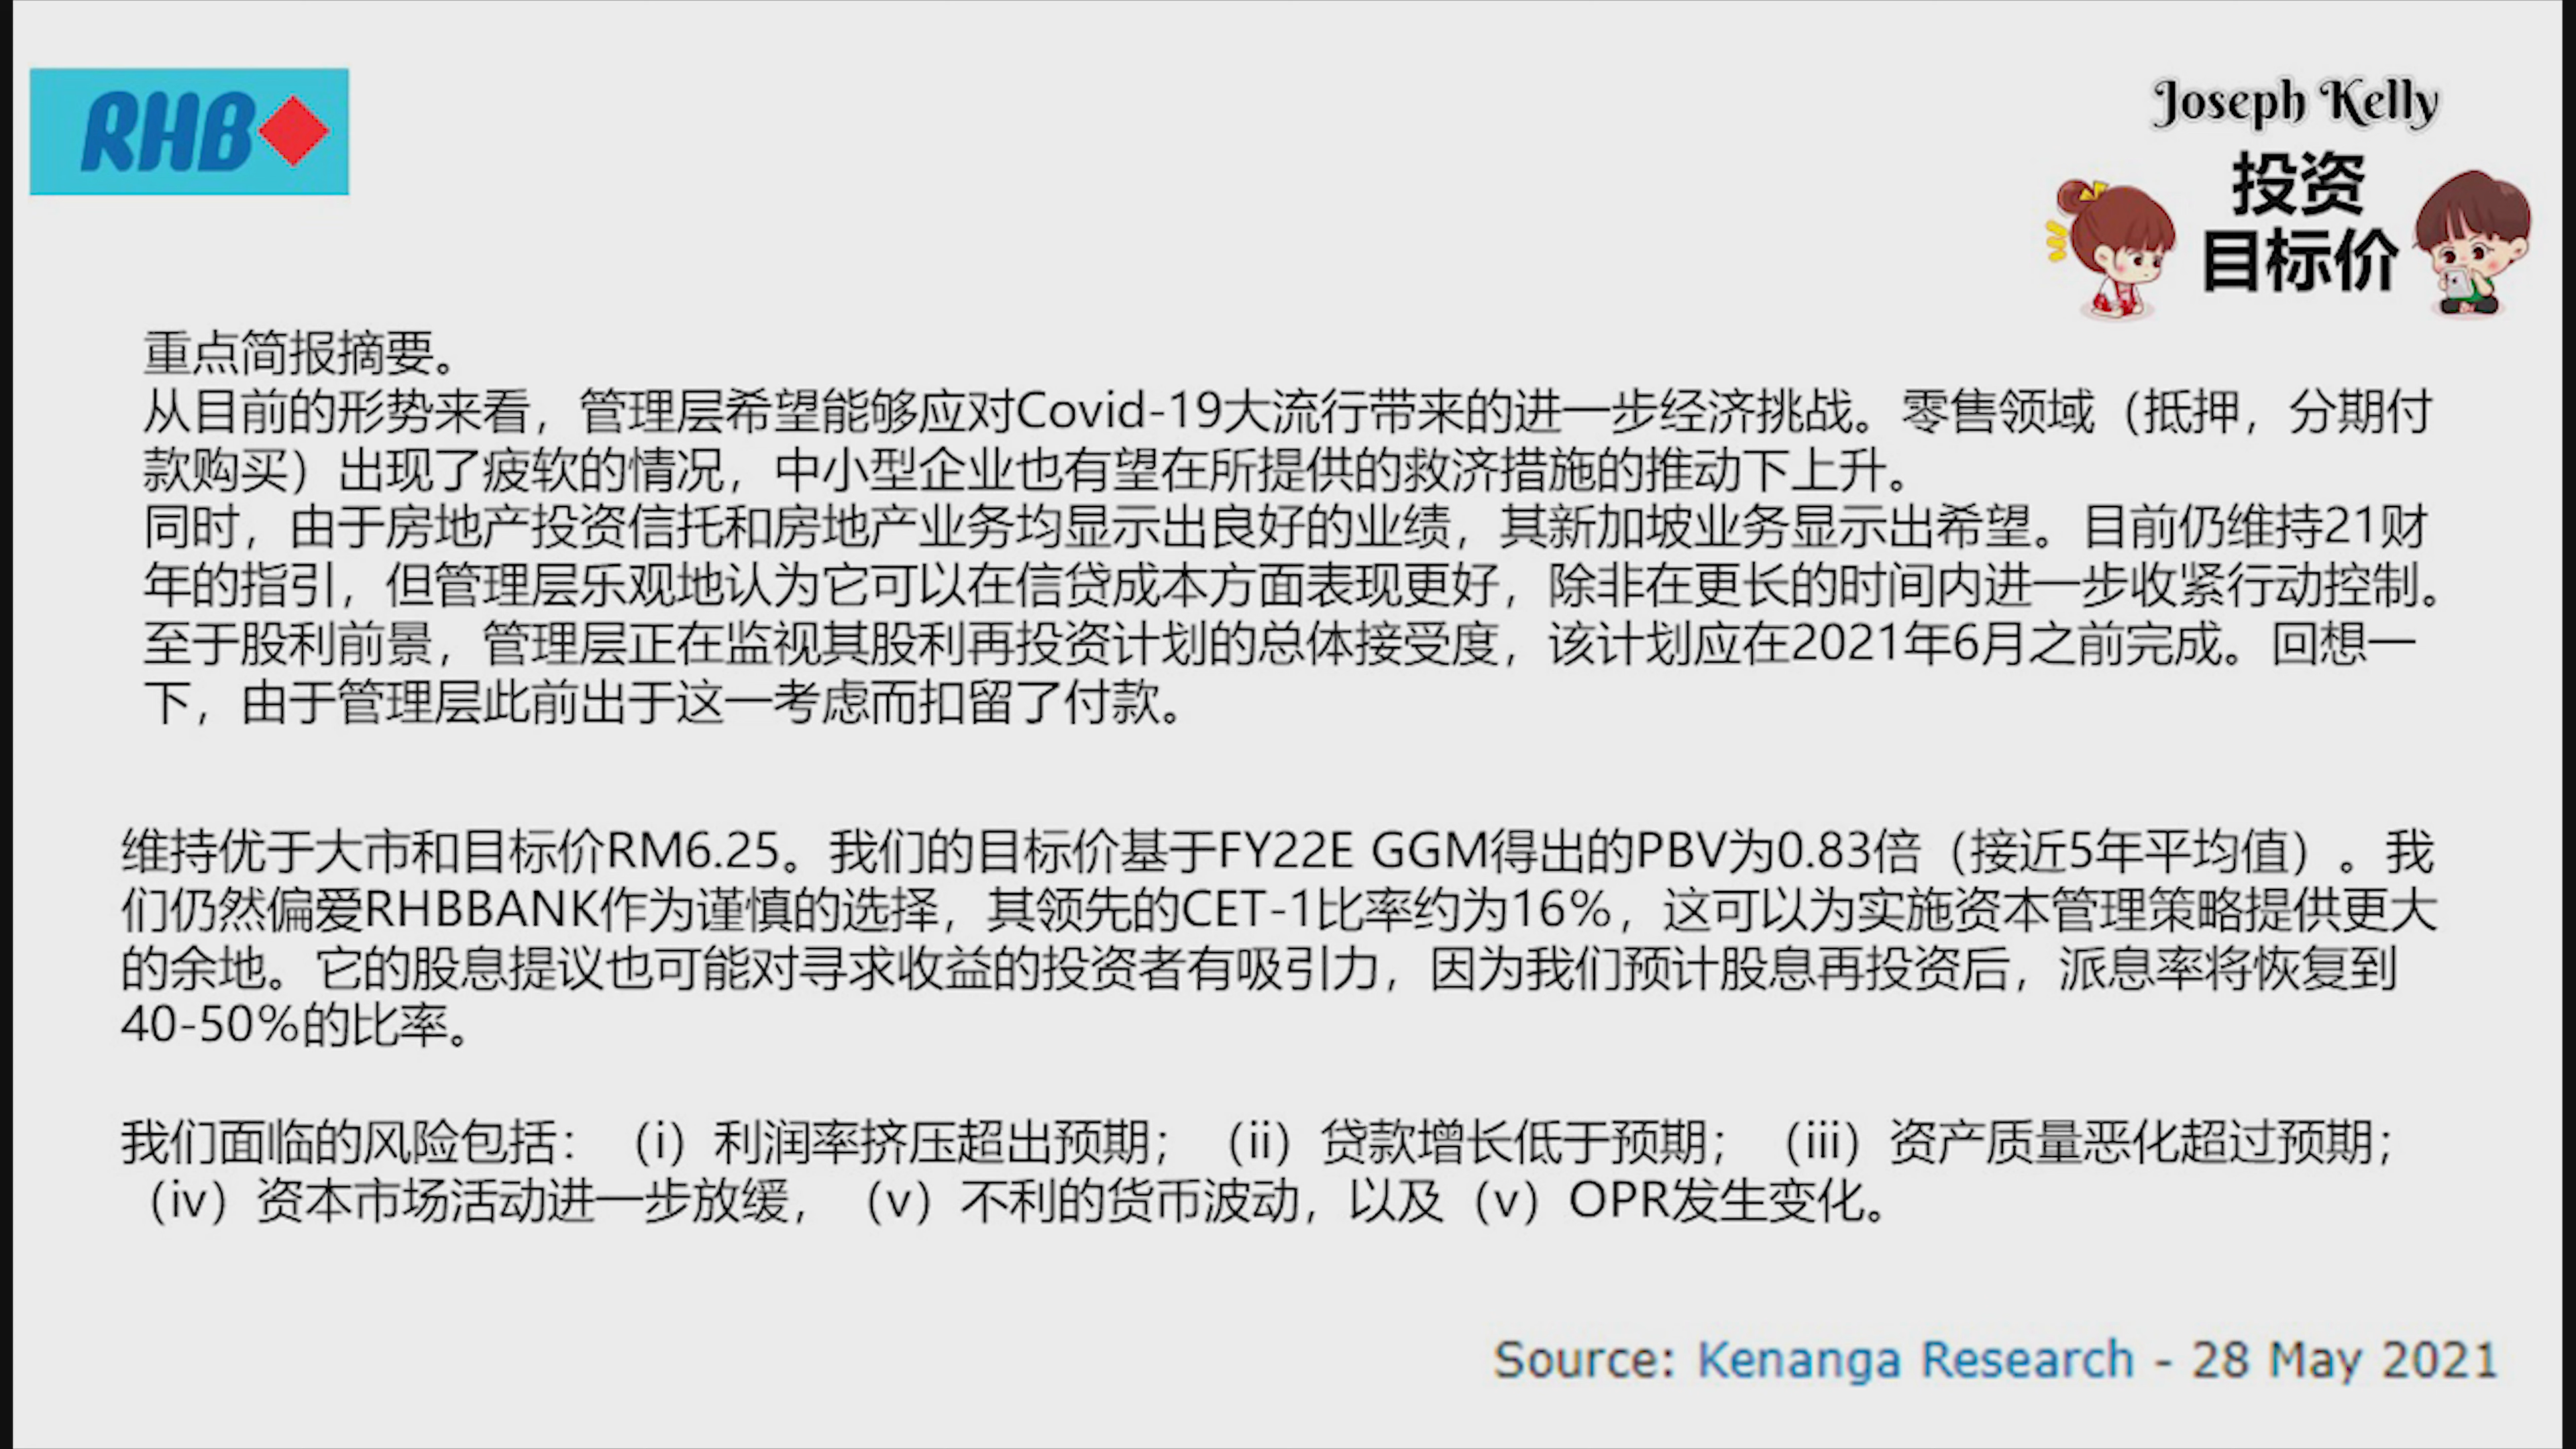 RHB
Joseph Kelly
投资
目标价
重点简报摘要。
从目前的形势来看，管理层希望能够应对Covid-19大流行带来的进一步经济挑战。零售领域（抵押，分期付
款购买）出现了疲软的情况，中小型企业也有望在所提供的救济措施的推动下上升。
同时，由于房地产投资信托和房地产业务均显示出良好的业绩，其新加坡业务显示出希望。目前仍维持21财
年的指引，但管理层乐观地认为它可以在信贷成本方面表现更好，除非在更长的时间内进一步收紧行动控制。
至于股利前景，管理层正在监视其股利再投资计划的总体接受度，该计划应在2021年6月之前完成。回想一
下，由于管理层此前出于这一考虑而扣留了付款。
维持优于大市和目标价RM6.25。我们的目标价基于FY22E GGM得出的PBV为0.83倍（接近5年平均值）。我
们仍然偏爱RHBBANK作为谨慎的选择，其领先的CET-1比率约为16%，这可以为实施资本管理策略提供更大
的余地。它的股息提议也可能对寻求收益的投资者有吸引力，因为我们预计股息再投资后，派息率将恢复到
40-50%的比率。
我们面临的风险包括：（i）利润率挤压超出预期；（ii）贷款增长低于预期；（iii）资产质量恶化超过预期；
（iv）资本市场活动进一步放缓，（v）不利的货币波动，以及（v）OPR发生变化。
Source: Kenanga Research - 28 May 2021